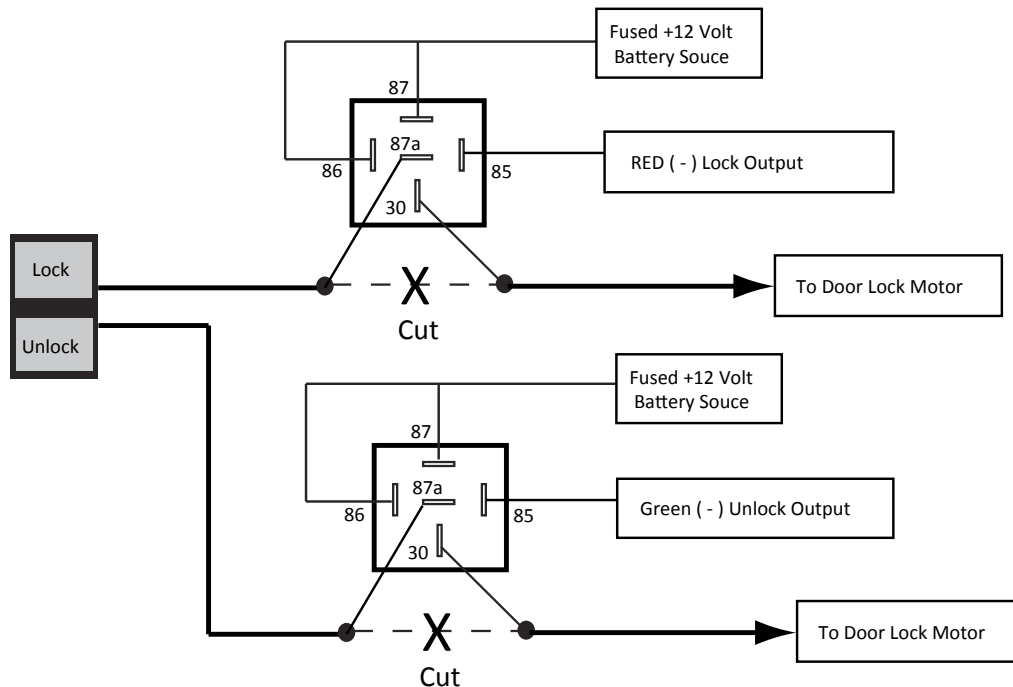 Fused +12 Volt
Battery Souce
87
87a
86
85
RED ( - ) Lock Output
30
Lock
Unlock
X
Cut
To Door Lock Motor
Fused +12 Volt
Battery Souce
87
87a
86
85
Green ( - ) Unlock Output
30
X
Cut
To Door Lock Motor